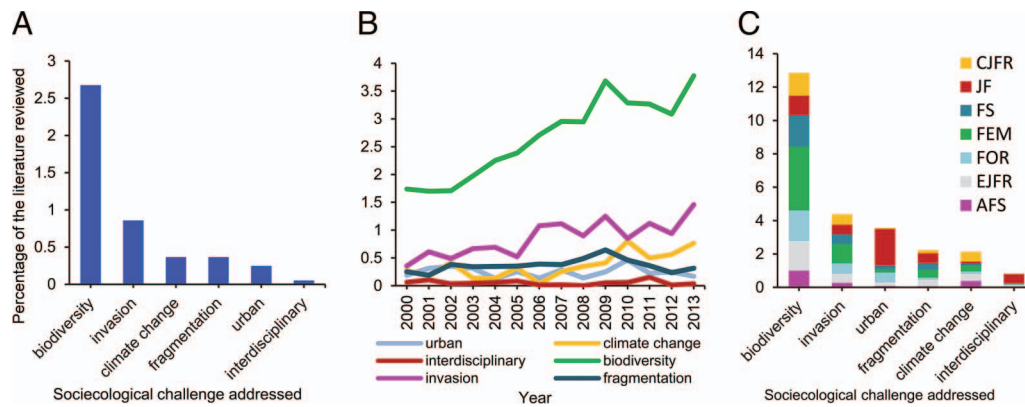 A
Percentage of the literature reviewed
3
2.5
2
1.5
1
0.5
0
biodiversity
invasion
climate change
fragmentation
urban
interdisciplinary
Sociecological challenge addressed
B
4
3.5
3
2.5
2
1.5
1
0.5
0
2000
2001
2002
2003
2004
2005
2006
2007
2008
2009
2010
2011
2012
2013
urban
climate change
interdisciplinary
biodiversity
invasion
fragmentation
Year
C
14
12
10
8
6
4
2
0
CJFR
JF
FS
FEM
FOR
EJFR
AFS
biodiversity
invasion
urban
fragmentation
climate change
interdisciplinary
Sociecological challenge addressed